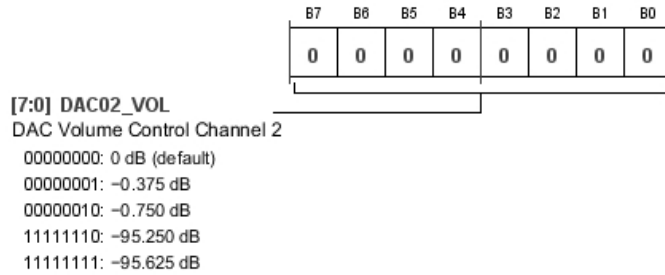 B7 B6 B5 B4 B3 B2 B1 B0
0 0 0 0 0 0 0 0
[7:0] DAC02_VOL
DAC Volume Control Channel 2
00000000: 0 dB (default)
00000001: −0.375 dB
00000010: −0.750 dB
11111110: −95.250 dB
11111111: −95.625 dB